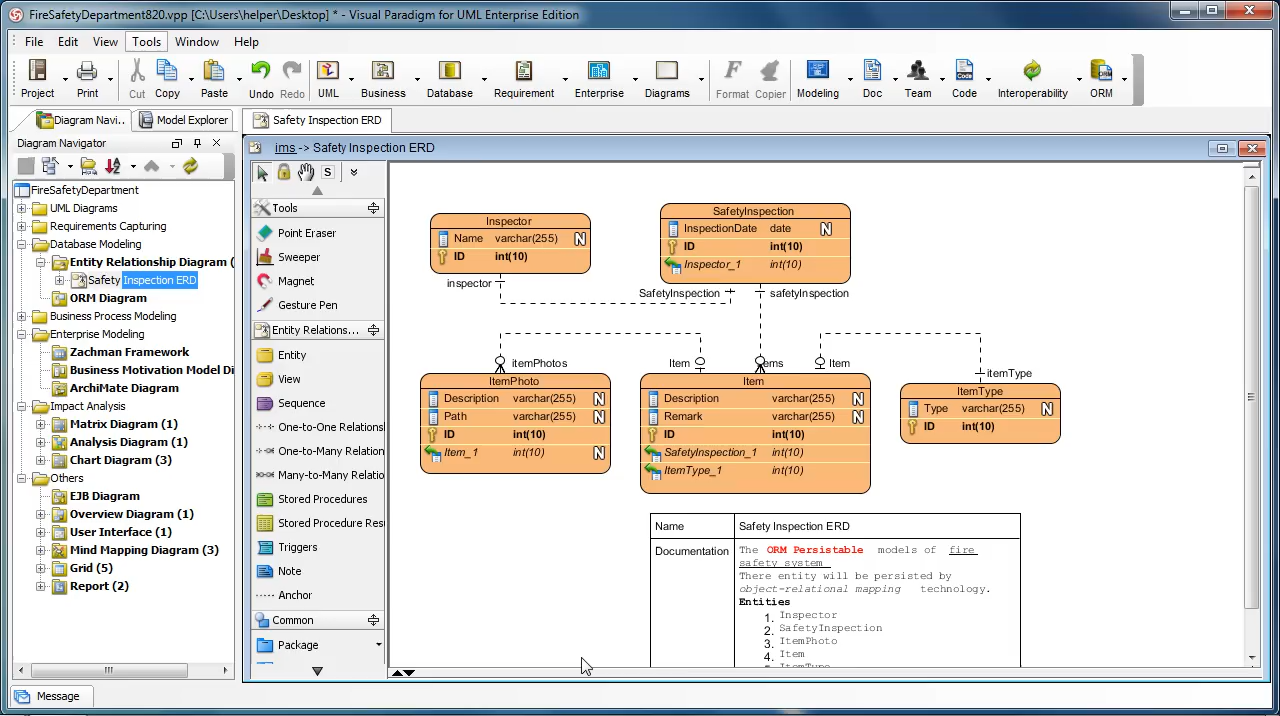 FireSafetyDepartment820.vpp [C:\Users\helper\Desktop] * - Visual Paradigm for UML Enterprise Edition
File Edit View Tools Window Help
Project Print Cut Copy Paste Undo Redo UML Business Database Requirement Enterprise Diagrams Format Copier Modeling Doc Team Code Interoperability ORM
Diagram Navi.. Model Explorer Safety Inspection ERD
Diagram Navigator
ims -> Safety Inspection ERD
S
FireSafetyDepartment
UML Diagrams
Requirements Capturing
Database Modeling
Entity Relationship Diagram (
Safety Inspection ERD
ORM Diagram
Business Process Modeling
Enterprise Modeling
Zachman Framework
Business Motivation Model Di
ArchiMate Diagram
Impact Analysis
Matrix Diagram (1)
Analysis Diagram (1)
Chart Diagram (3)
Others
EJB Diagram
Overview Diagram (1)
User Interface (1)
Mind Mapping Diagram (3)
Grid (5)
Report (2)
Tools
Point Eraser
Sweeper
Magnet
Gesture Pen
Entity Relations...
Entity
View
Sequence
One-to-One Relations
One-to-Many Relation
Many-to-Many Relatio
Stored Procedures
Stored Procedure Res
Triggers
Note
Anchor
Common
Package
Inspector
Name varchar(255) N
ID int(10)
inspector
SafetyInspection
InspectionDate date N
ID int(10)
Inspector_1 int(10)
SafetyInspection safetyInspection
itemPhotos Item ems Item
itemType
ItemPhoto
Description varchar(255) N
Path varchar(255) N
ID int(10)
Item_1 int(10) N
Item
Description varchar(255) N
Remark varchar(255) N
ID int(10)
SafetyInspection_1 int(10)
ItemType_1 int(10)
ItemType
Type varchar(255) N
ID int(10)
Name Safety Inspection ERD
Documentation The ORM Persistable models of fire
safety system
There entity will be persisted by
object-relational mapping technology.
Entities
1. Inspector
2. SafetyInspection
3. ItemPhoto
4. Item
ItemType
Message